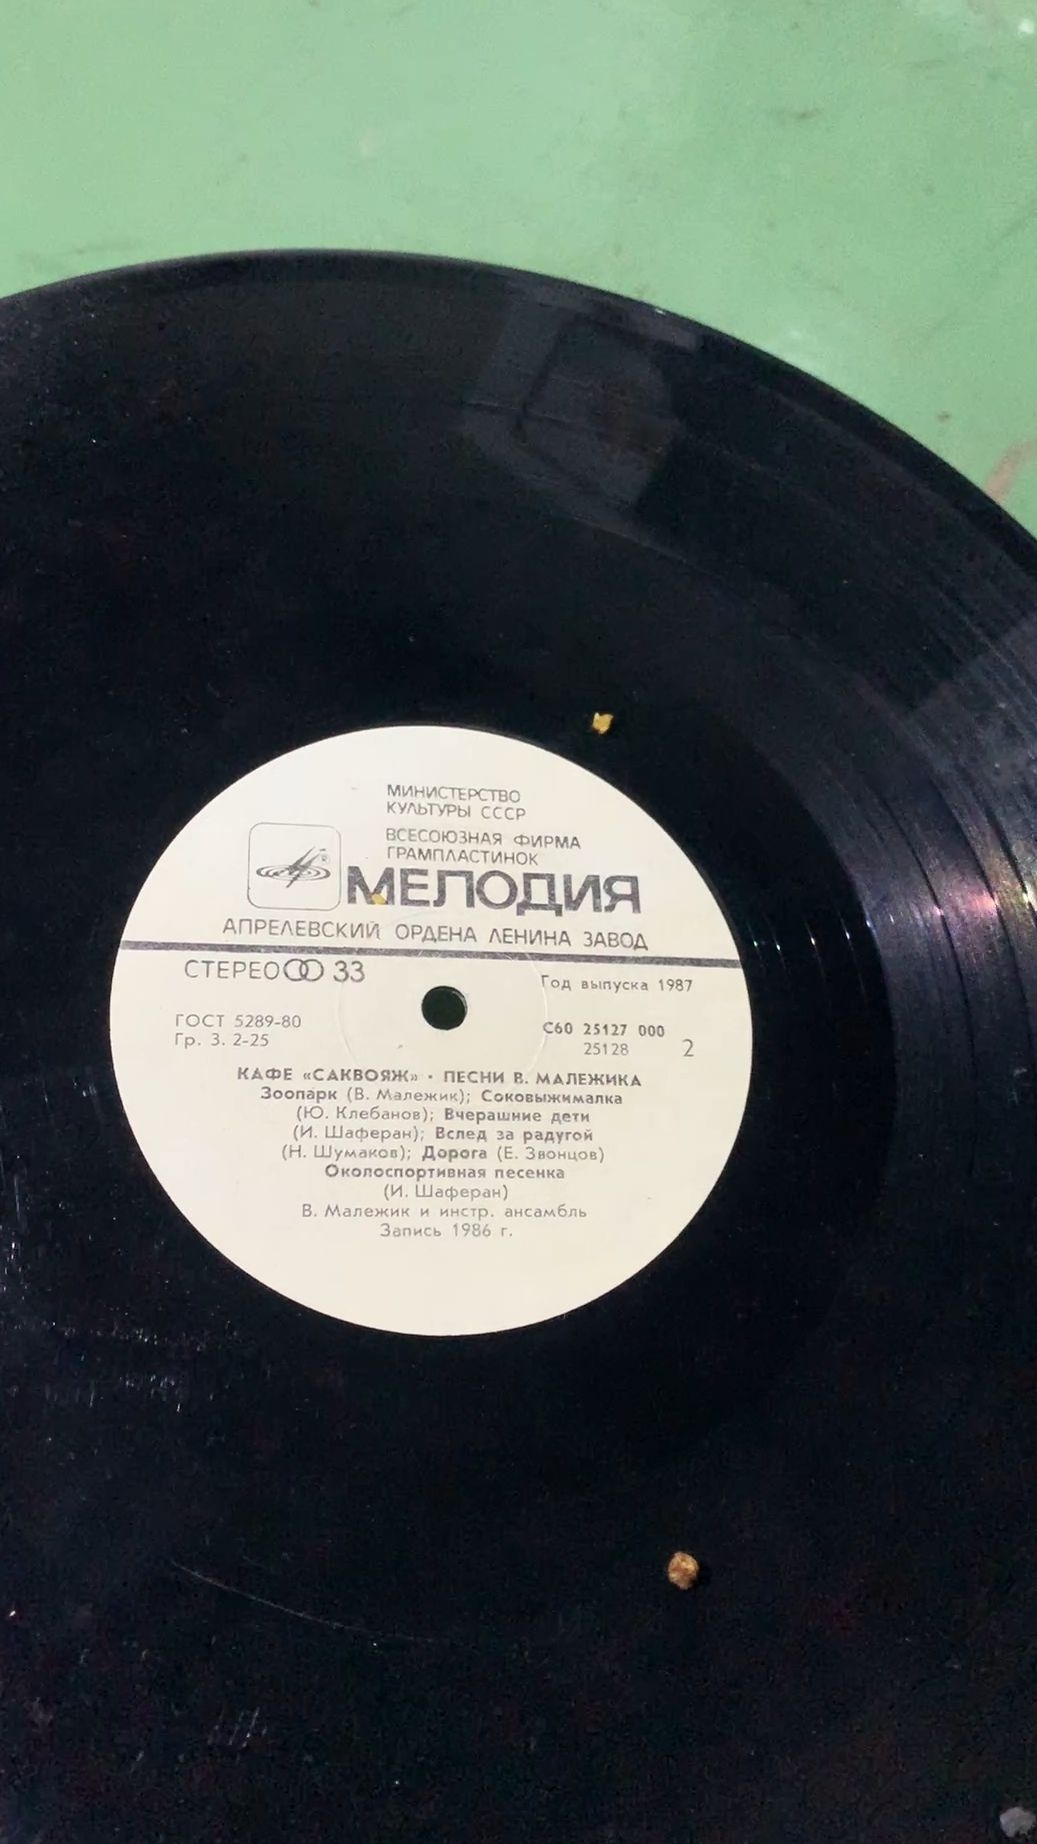 МИНИСТЕРСТВО
КУЛЬТУРЫ СССР
ВСЕСОЮЗНАЯ ФИРМА
ГРАМПЛАСТИНОК
МЕЛОДИЯ
АПРЕЛЕВСКИЙ ОРДЕНА ЛЕНИНА ЗАВОД
СТЕРЕО 33
Год выпуска 1987
ГОСТ 5289-80
Гр. 3. 2-25
С60 25127 000
25128 2
КАФЕ «САКВОЯЖ» · ПЕСНИ В. МАЛЕЖИКА
Зоопарк (В. Малежик); Соковыжималка
(Ю. Клебанов); Вчерашние дети
(И. Шаферан); Вслед за радугой
(Н. Шумаков); Дорога (Е. Звонцов)
Околоспортивная песенка
(И. Шаферан)
В. Малежик и инстр. ансамбль
Запись 1986 г.